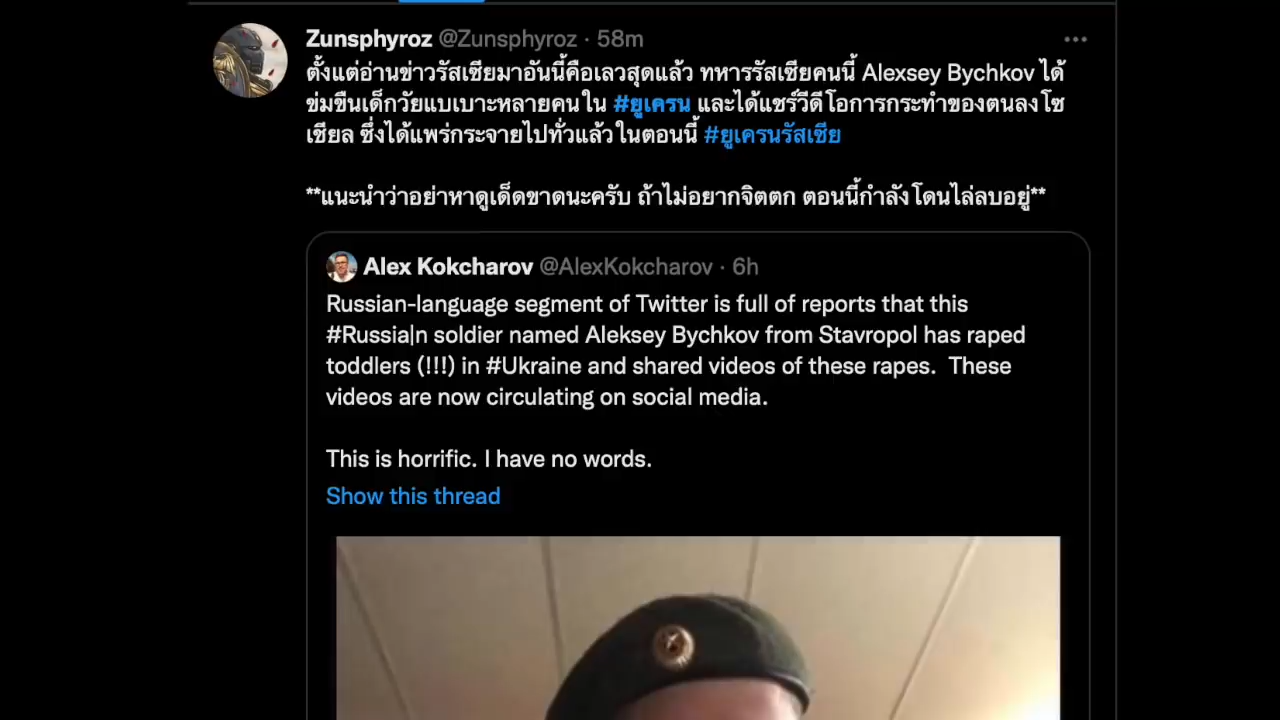 Zunsphyroz @Zunsphyroz · 58m
ตั้งแต่อ่านข่าวรัสเซียมาอันนี้คือเลวสุดแล้ว ทหารรัสเซียคนนี้ Alexsey Bychkov ได้
ข่มขืนเด็กวัยแบเบาะหลายคนใน #ยูเครน และได้แชร์วีดีโอการกระทำของตนลงโซ
เชียล ซึ่งได้แพร่กระจายไปทั่วแล้วในตอนนี้ #ยูเครนรัสเซีย
**แนะนำว่าอย่าหาดูเด็ดขาดนะครับ ถ้าไม่อยากจิตตก ตอนนี้กำลังโดนไล่ลบอยู่**
Alex Kokcharov @AlexKokcharov · 6h
Russian-language segment of Twitter is full of reports that this
#Russia|n soldier named Aleksey Bychkov from Stavropol has raped
toddlers (!!!) in #Ukraine and shared videos of these rapes.  These
videos are now circulating on social media.
This is horrific. I have no words.
Show this thread